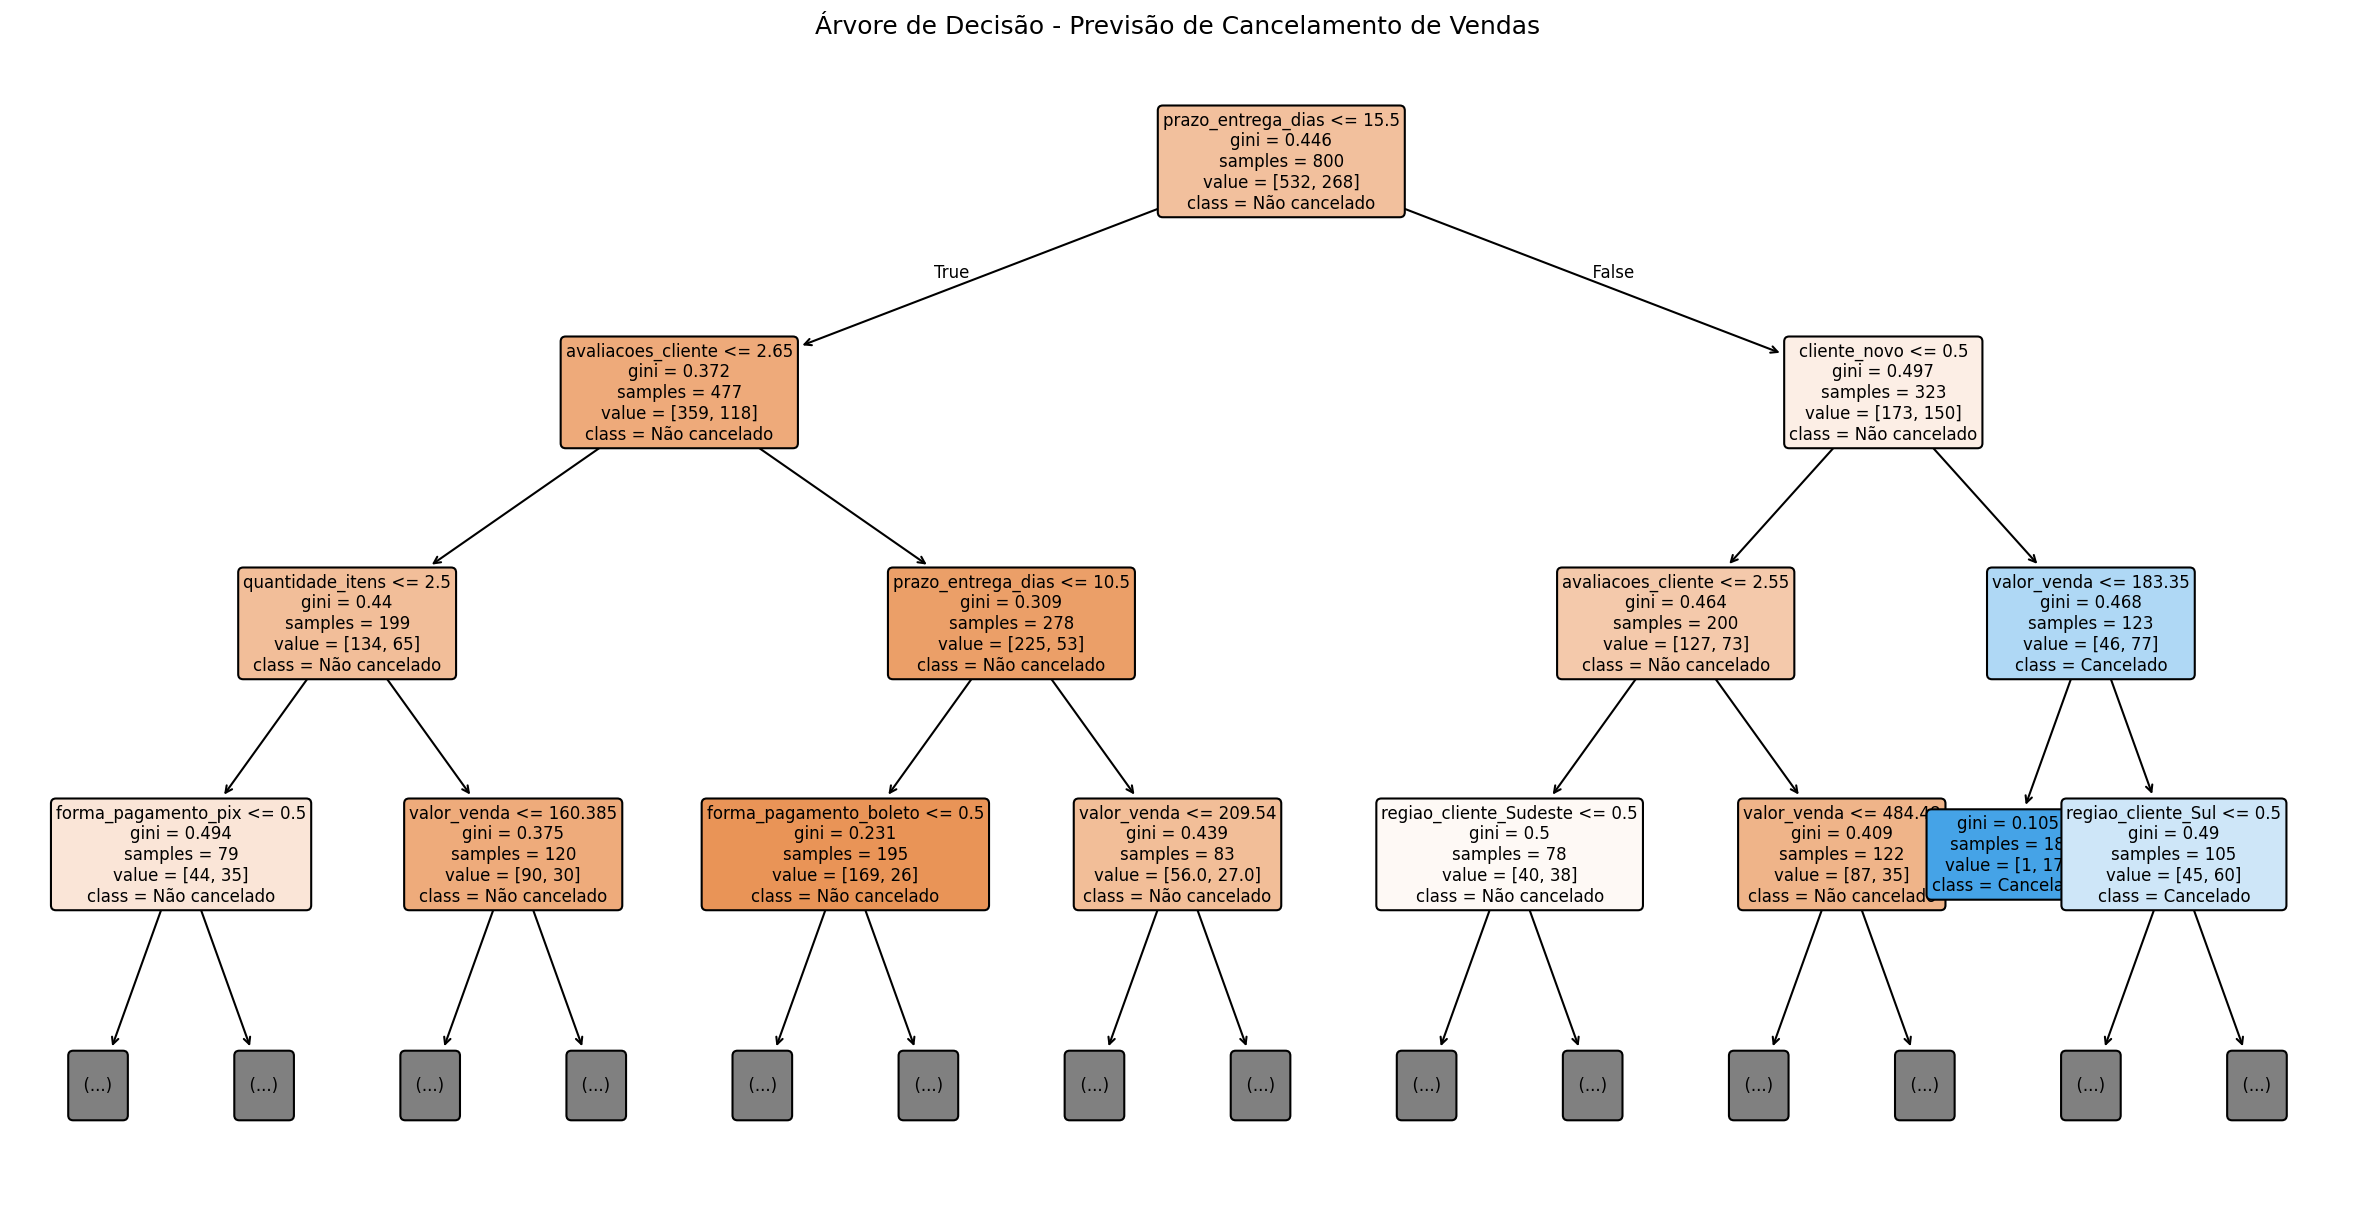 Árvore de Decisão - Previsão de Cancelamento de Vendas
prazo_entrega_dias <= 15.5
gini = 0.446
samples = 800
value = [532, 268]
class = Não cancelado
True
False
avaliacoes_cliente <= 2.65
gini = 0.372
samples = 477
value = [359, 118]
class = Não cancelado
cliente_novo <= 0.5
gini = 0.497
samples = 323
value = [173, 150]
class = Não cancelado
quantidade_itens <= 2.5
gini = 0.44
samples = 199
value = [134, 65]
class = Não cancelado
prazo_entrega_dias <= 10.5
gini = 0.309
samples = 278
value = [225, 53]
class = Não cancelado
avaliacoes_cliente <= 2.55
gini = 0.464
samples = 200
value = [127, 73]
class = Não cancelado
valor_venda <= 183.35
gini = 0.468
samples = 123
value = [46, 77]
class = Cancelado
forma_pagamento_pix <= 0.5
gini = 0.494
samples = 79
value = [44, 35]
class = Não cancelado
valor_venda <= 160.385
gini = 0.375
samples = 120
value = [90, 30]
class = Não cancelado
forma_pagamento_boleto <= 0.5
gini = 0.231
samples = 195
value = [169, 26]
class = Não cancelado
valor_venda <= 209.54
gini = 0.439
samples = 83
value = [56.0, 27.0]
class = Não cancelado
regiao_cliente_Sudeste <= 0.5
gini = 0.5
samples = 78
value = [40, 38]
class = Não cancelado
valor_venda <=
gini = 0.409
samples = 122
value = [87, 35]
class = Não cancelado
gini = 0.105
samples = 18
value = [1, 17
class =
regiao_cliente_Sul <= 0.5
gini = 0.49
samples = 105
value = [45, 60]
class = Cancelado
(...)
(...)
(...)
(...)
(...)
(...)
(...)
(...)
(...)
(...)
(...)
(...)
(...)
(...)